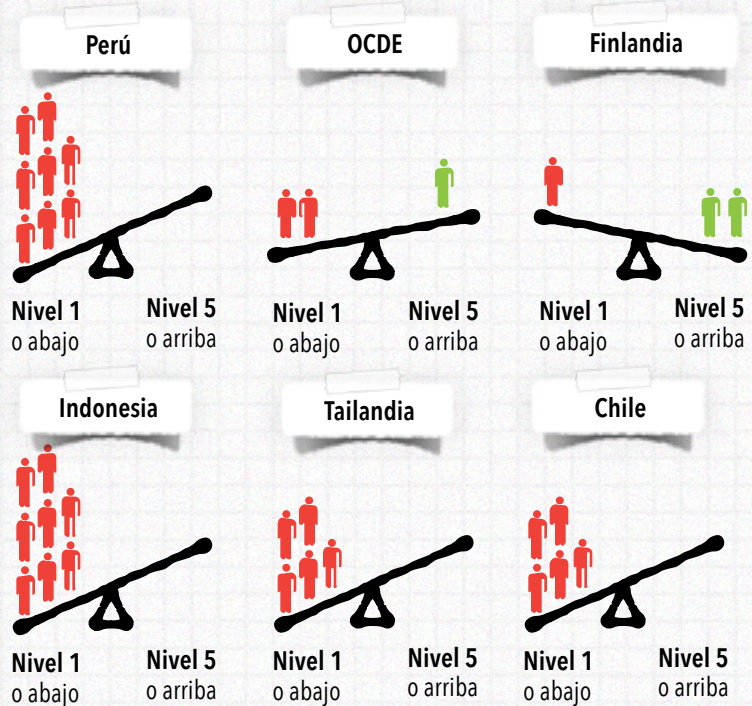 Perú
OCDE
Finlandia
Nivel 1
o abajo
Nivel 5
o arriba
Nivel 1
o abajo
Nivel 5
o arriba
Nivel 1
o abajo
Nivel 5
o arriba
Indonesia
Tailandia
Chile
Nivel 1
o abajo
Nivel 5
o arriba
Nivel 1
o abajo
Nivel 5
o arriba
Nivel 1
o abajo
Nivel 5
o arriba